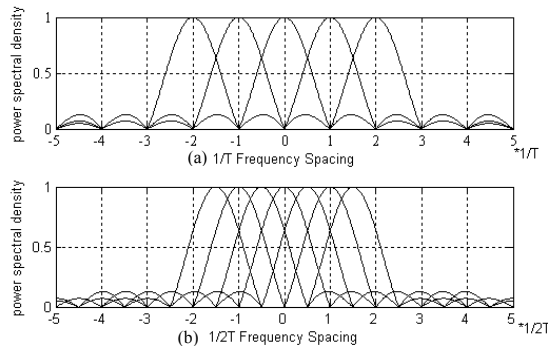 power spectral density
1
0.5
0
-5 -4 -3 -2 -1 0 1 2 3 4 5
*1/T
(a) 1/T Frequency Spacing
power spectral density
1
0.5
0
-5 -4 -3 -2 -1 0 1 2 3 4 5
*1/2T
(b) 1/2T Frequency Spacing